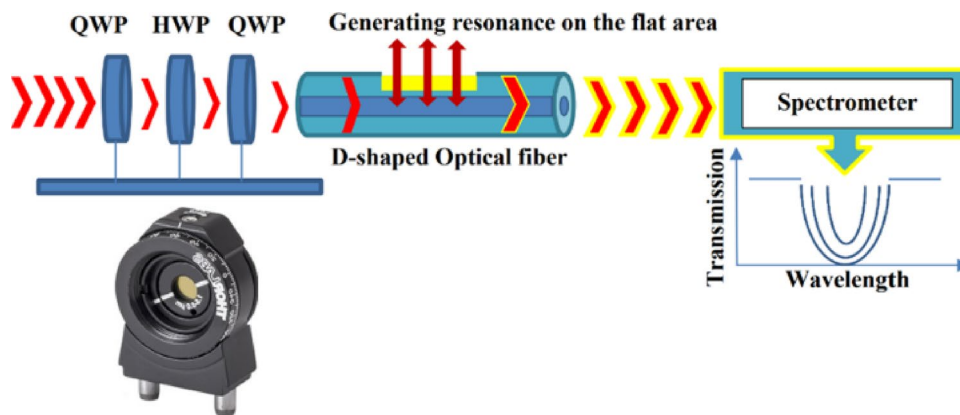 QWP HWP QWP
Generating resonance on the flat area
D-shaped Optical fiber
Spectrometer
Transmission
Wavelength